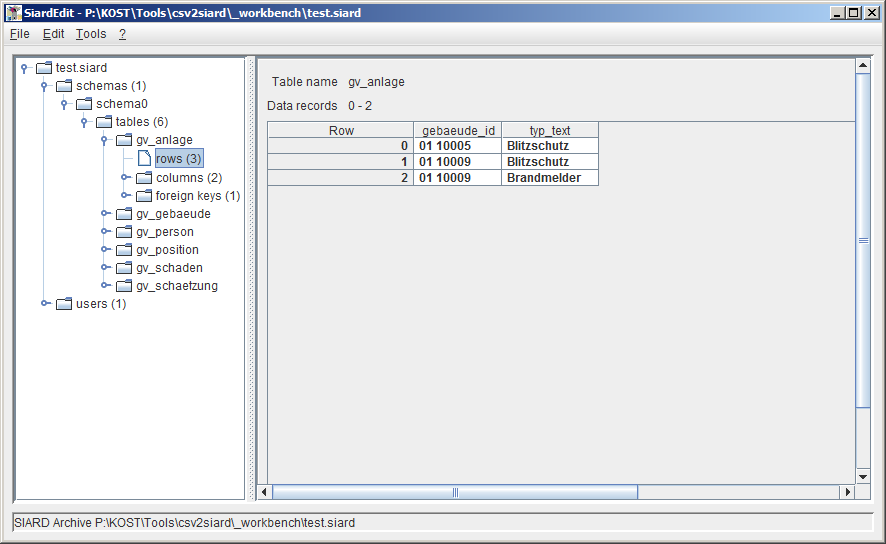 SiardEdit - P:\KOST\Tools\csv2siard\_workbench\test.siard
File Edit Tools ?
test.siard
schemas (1)
schema0
tables (6)
gv_anlage
rows (3)
columns (2)
foreign keys (1)
gv_gebaeude
gv_person
gv_position
gv_schaden
gv_schaetzung
users (1)
Table name gv_anlage
Data records 0 - 2
Row gebaeude_id typ_text
0 01 10005 Blitzschutz
1 01 10009 Blitzschutz
2 01 10009 Brandmelder
SIARD Archive P:\KOST\Tools\csv2siard\_workbench\test.siard